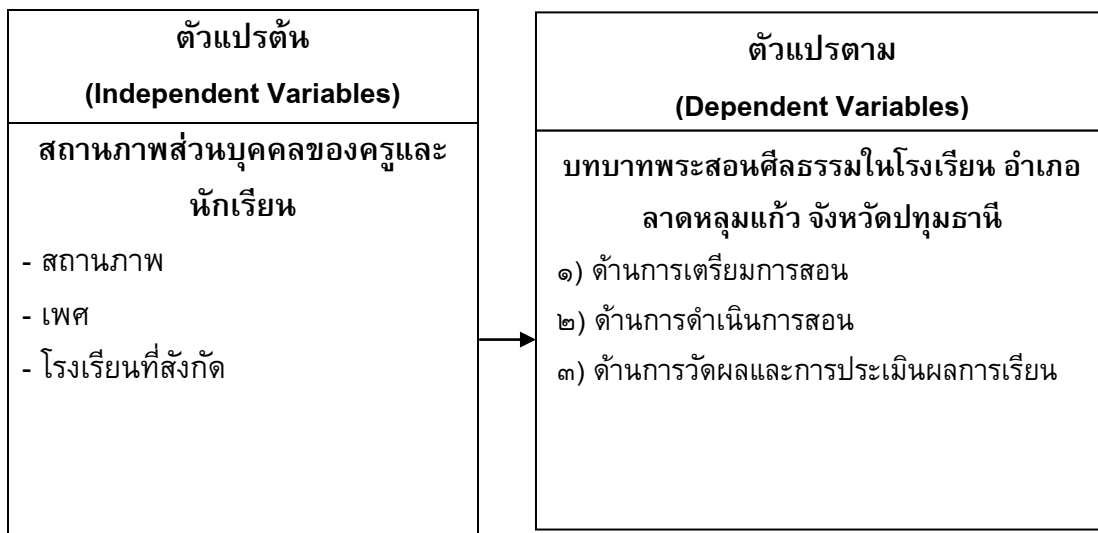 ตัวแปรต้น
(Independent Variables)
สถานภาพส่วนบุคคลของครูและ
นักเรียน
- สถานภาพ
- เพศ
- โรงเรียนที่สังกัด
ตัวแปรตาม
(Dependent Variables)
บทบาทพระสอนศีลธรรมในโรงเรียน อำเภอ
ลาดหลุมแก้ว จังหวัดปทุมธานี
๑) ด้านการเตรียมการสอน
๒) ด้านการดำเนินการสอน
๓) ด้านการวัดผลและการประเมินผลการเรียน